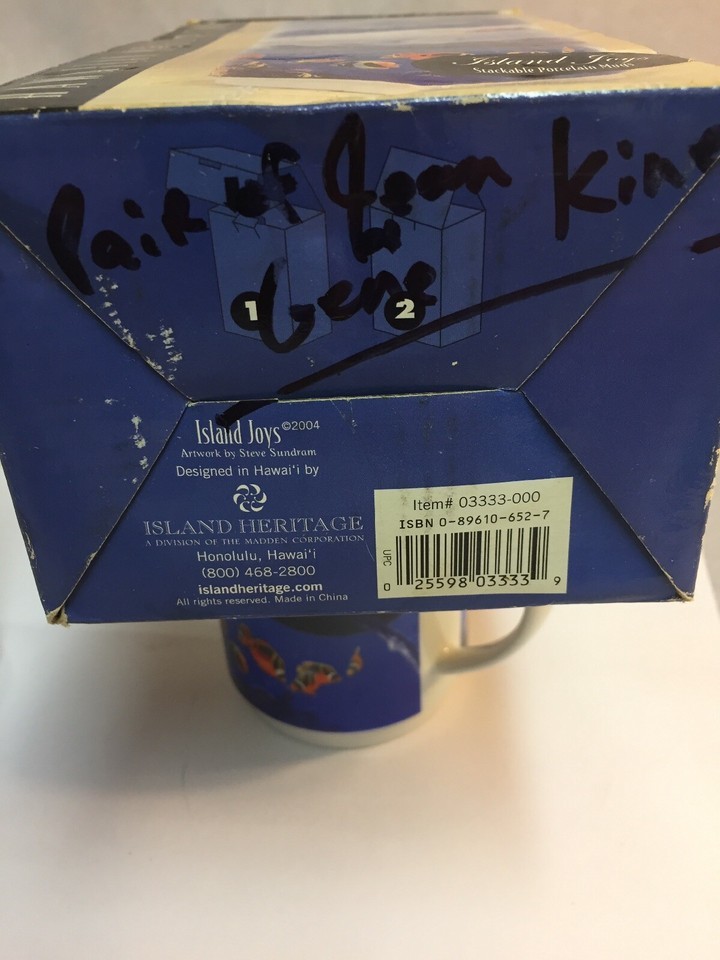 Island Joys
Stackable Porcelain Mugs
Pair of Jean King
&
Gene
1
2
Island Joys ©2004
Artwork by Steve Sundram
Designed in Hawai'i by
ISLAND HERITAGE
A DIVISION OF THE MADDEN CORPORATION
Honolulu, Hawai'i
(800) 468-2800
islandheritage.com
All rights reserved. Made in China
Item# 03333-000
ISBN 0-89610-652-7
UPC
0 25598 03333 9